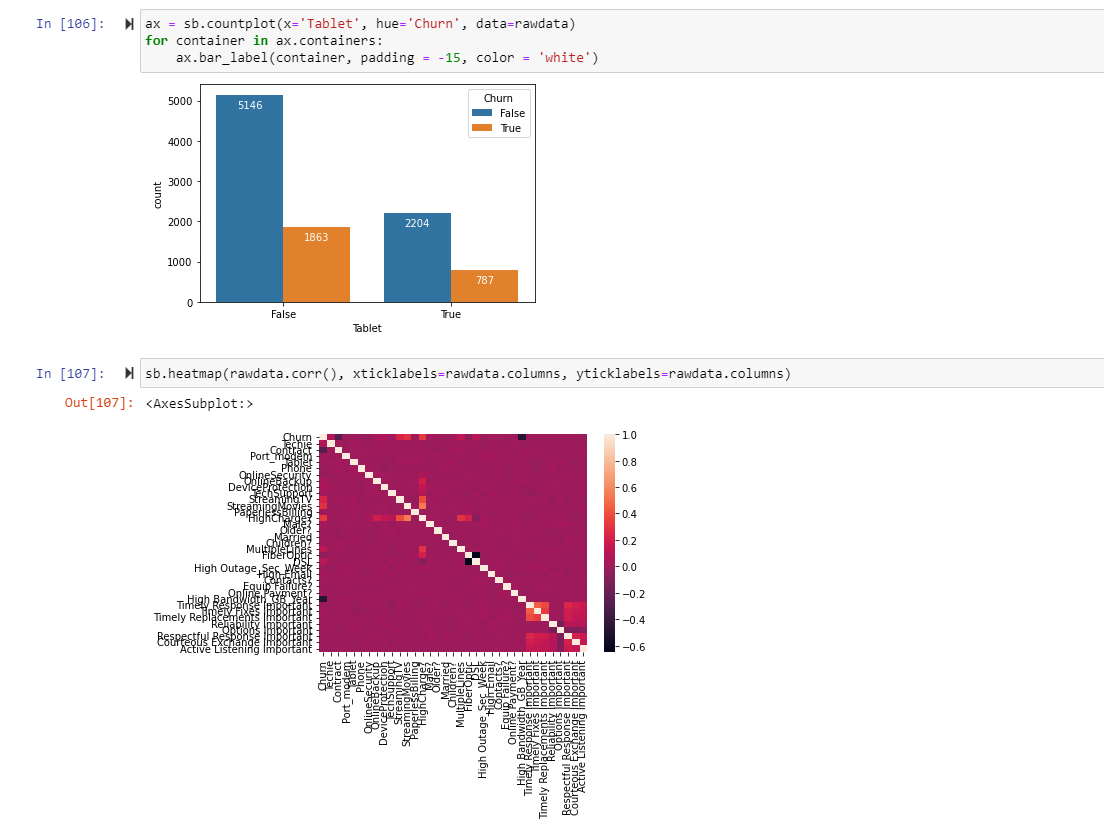 In [106]:
ax = sb.countplot(x='Tablet', hue='Churn', data=rawdata)
for container in ax.containers:
    ax.bar_label(container, padding = -15, color = 'white')
5000
4000
3000
2000
1000
0
count
5146
1863
2204
787
Churn
False
True
False
True
Tablet
In [107]:
sb.heatmap(rawdata.corr(), xticklabels=rawdata.columns, yticklabels=rawdata.columns)
Out[107]:
<AxesSubplot:>
Churn
Techie
Contract
Port_modem
Tablet
Phone
OnlineSecurity
OnlineBackup
DeviceProtection
TechSupport
StreamingTV
StreamingMovies
PaperlessBilling
HighCharge?
Male?
Older?
Married
Children?
MultipleLines
FiberOptic
DSL
High Outage_Sec_Week
High Email
Contacts?
Equip Failure?
Online Payment?
High Bandwidth_GB_Year
Timely Response Important
Timely Fixes Important
Timely Replacements Important
Reliability Important
Options Important
Respectful Response Important
Courteous Exchange Important
Active Listening Important
1.0
0.8
0.6
0.4
0.2
0.0
−0.2
−0.4
−0.6
Churn
Techie
Contract
Port_modem
Tablet
Phone
OnlineSecurity
OnlineBackup
DeviceProtection
TechSupport
StreamingTV
StreamingMovies
PaperlessBilling
HighCharge?
Male?
Older?
Married
Children?
MultipleLines
FiberOptic
DSL
High Outage_Sec_Week
High Email
Contacts?
Equip Failure?
Online Payment?
High Bandwidth_GB_Year
Timely Response Important
Timely Fixes Important
Timely Replacements Important
Reliability Important
Options Important
Respectful Response Important
Courteous Exchange Important
Active Listening Important